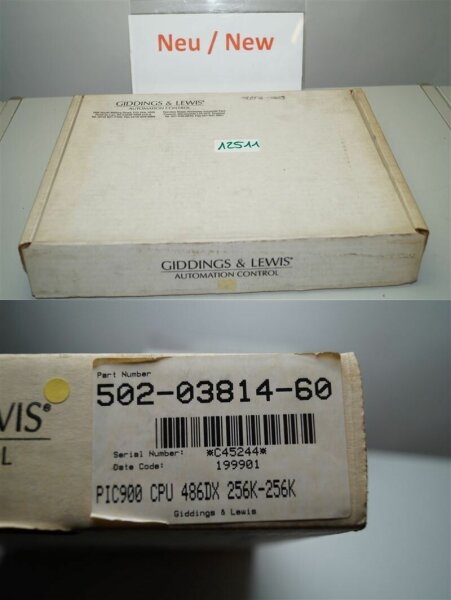 Neu / New
GIDDINGS & LEWIS®
AUTOMATION CONTROL
12511
GIDDINGS & LEWIS®
AUTOMATION CONTROL
WIS®
L
Part Number
502-03814-60
Serial Number: *C45244*
Date Code: 199901
PIC900 CPU 486DX 256K-256K
Giddings & Lewis